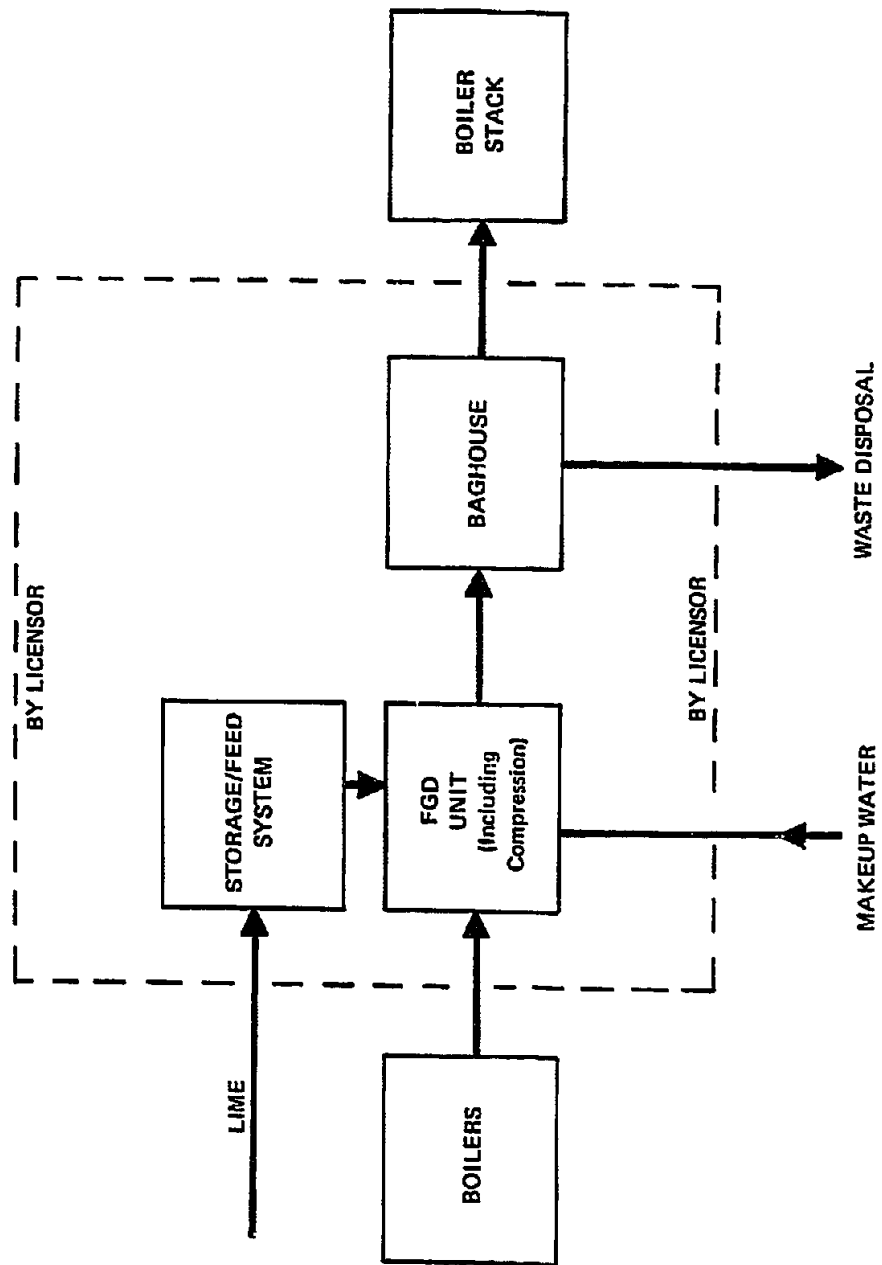 BY LICENSOR
LIME
STORAGE/FEED
SYSTEM
BOILERS
FGD
UNIT
(Including
Compression)
BAGHOUSE
BOILER
STACK
BY LICENSOR
MAKEUP WATER
WASTE DISPOSAL